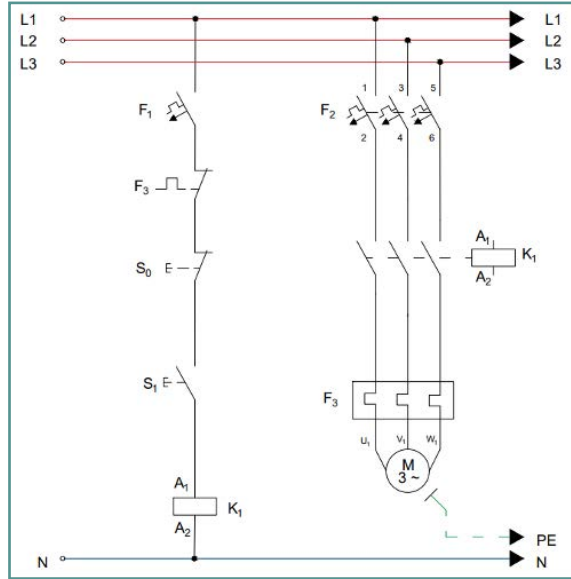 L1 L1
L2 L2
L3 L3
F1 F2 1 3 5
2 4 6
F3
A1
S0 K1
A2
S1
F3
U1 V1 W1
M
3 ~
A1
K1
A2
PE
N N